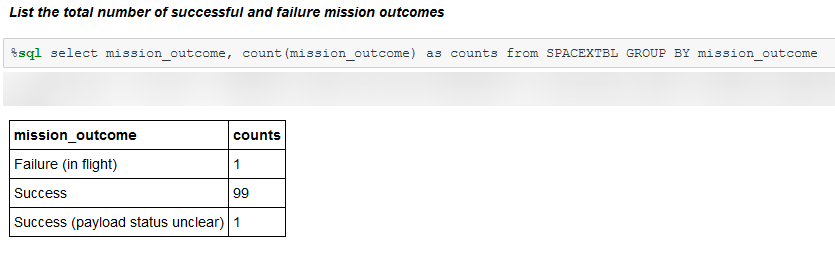 List the total number of successful and failure mission outcomes
%sql select mission_outcome, count(mission_outcome) as counts from SPACEXTBL GROUP BY mission_outcome
mission_outcome counts
Failure (in flight) 1
Success 99
Success (payload status unclear) 1